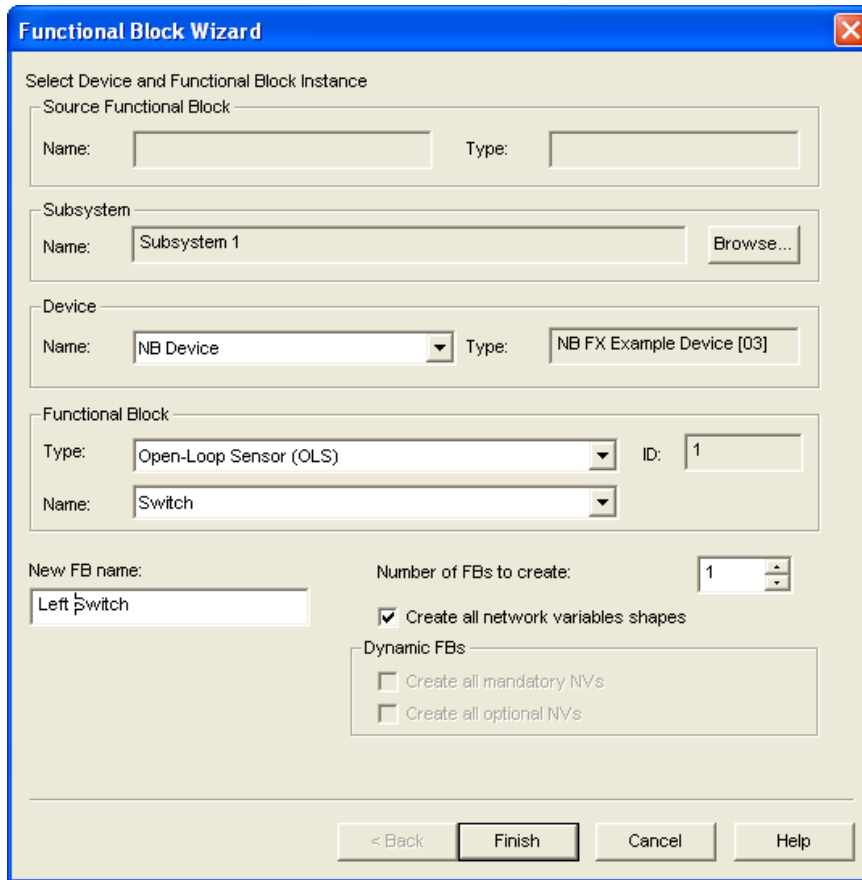 Functional Block Wizard
Select Device and Functional Block Instance
Source Functional Block
Name: Type:
Subsystem
Name: Subsystem 1 Browse...
Device
Name: NB Device Type: NB FX Example Device [03]
Functional Block
Type: Open-Loop Sensor (OLS) ID: 1
Name: Switch
New FB name: Number of FBs to create: 1
Left Switch
Create all network variables shapes
Dynamic FBs
Create all mandatory NVs
Create all optional NVs
< Back Finish Cancel Help